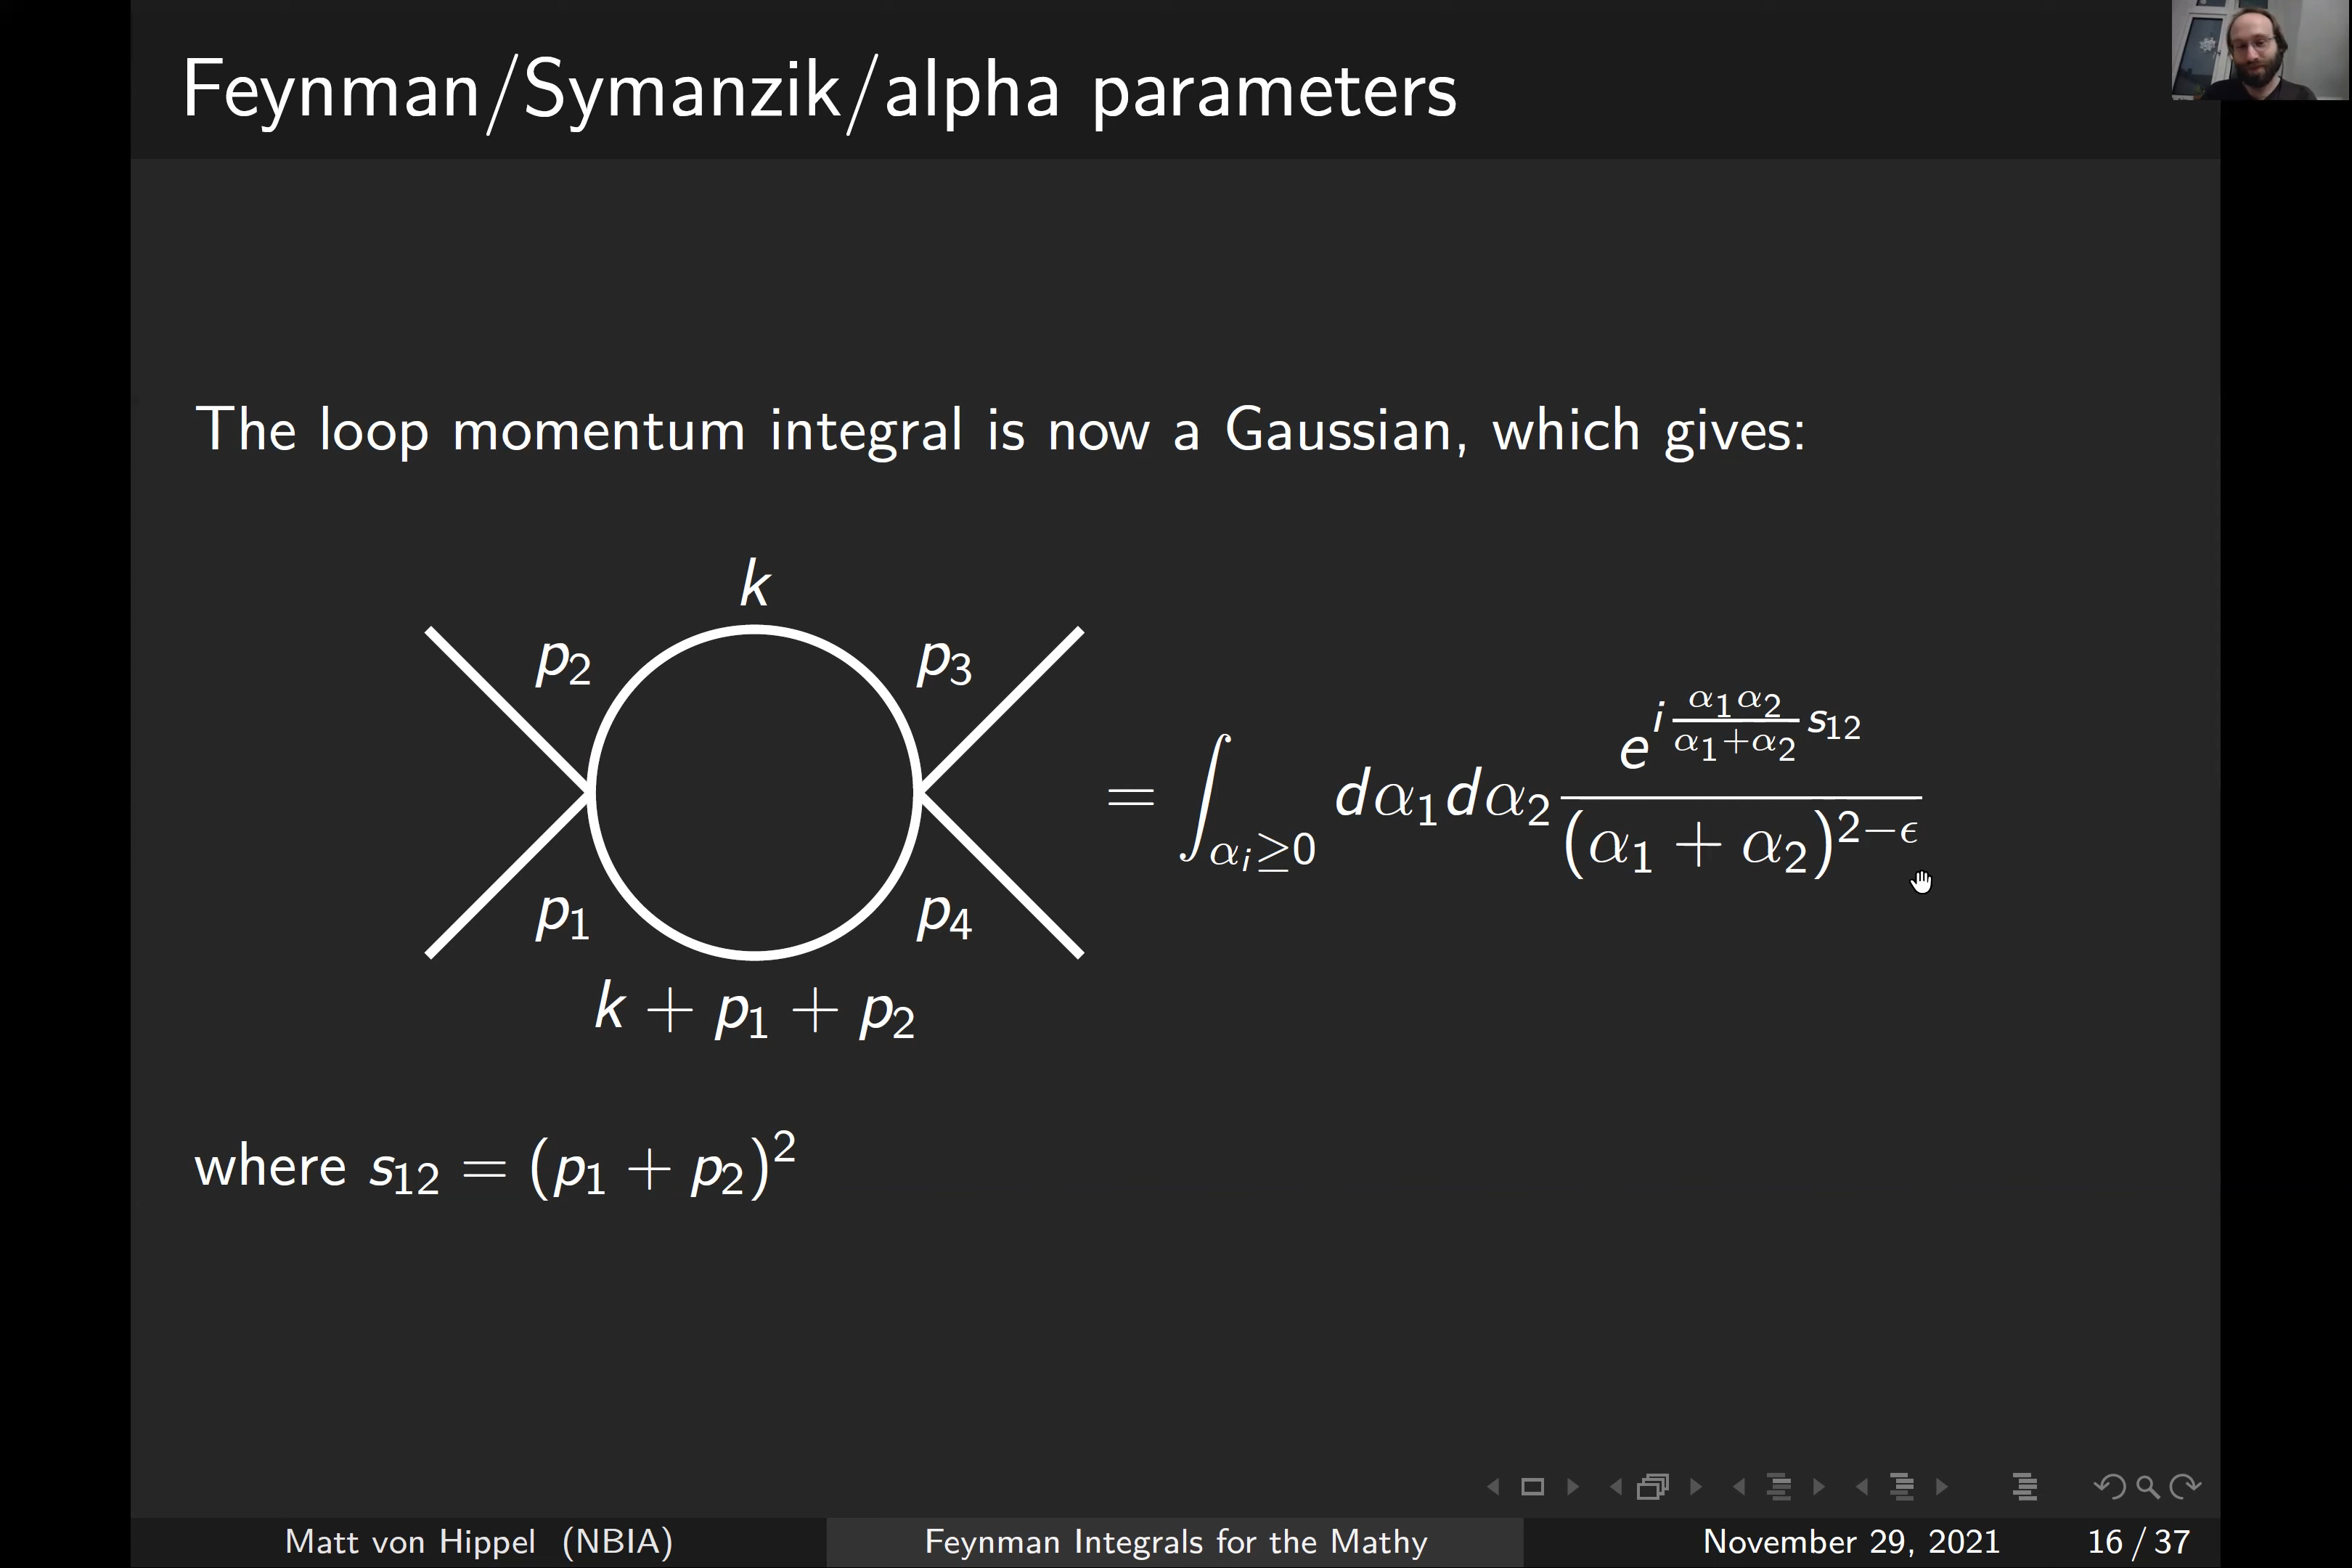 Feynman/Symanzik/alpha parameters
The loop momentum integral is now a Gaussian, which gives:
k
p₂ p₃
= ∫_{αᵢ≥0} dα₁dα₂ e^{i \frac{α₁α₂}{α₁+α₂} s₁₂} / (α₁ + α₂)^{2−ϵ}
p₁ p₄
k + p₁ + p₂
where s₁₂ = (p₁ + p₂)²
Matt von Hippel (NBIA) Feynman Integrals for the Mathy November 29, 2021 16 / 37